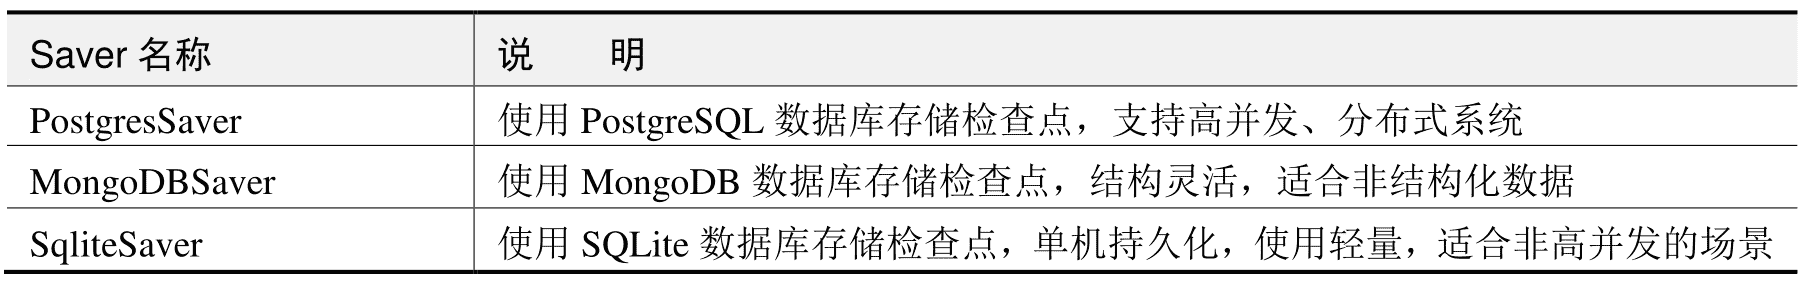 Saver 名称 说 明
PostgresSaver 使用 PostgreSQL 数据库存储检查点，支持高并发、分布式系统
MongoDBSaver 使用 MongoDB 数据库存储检查点，结构灵活，适合非结构化数据
SqliteSaver 使用 SQLite 数据库存储检查点，单机持久化，使用轻量，适合非高并发的场景